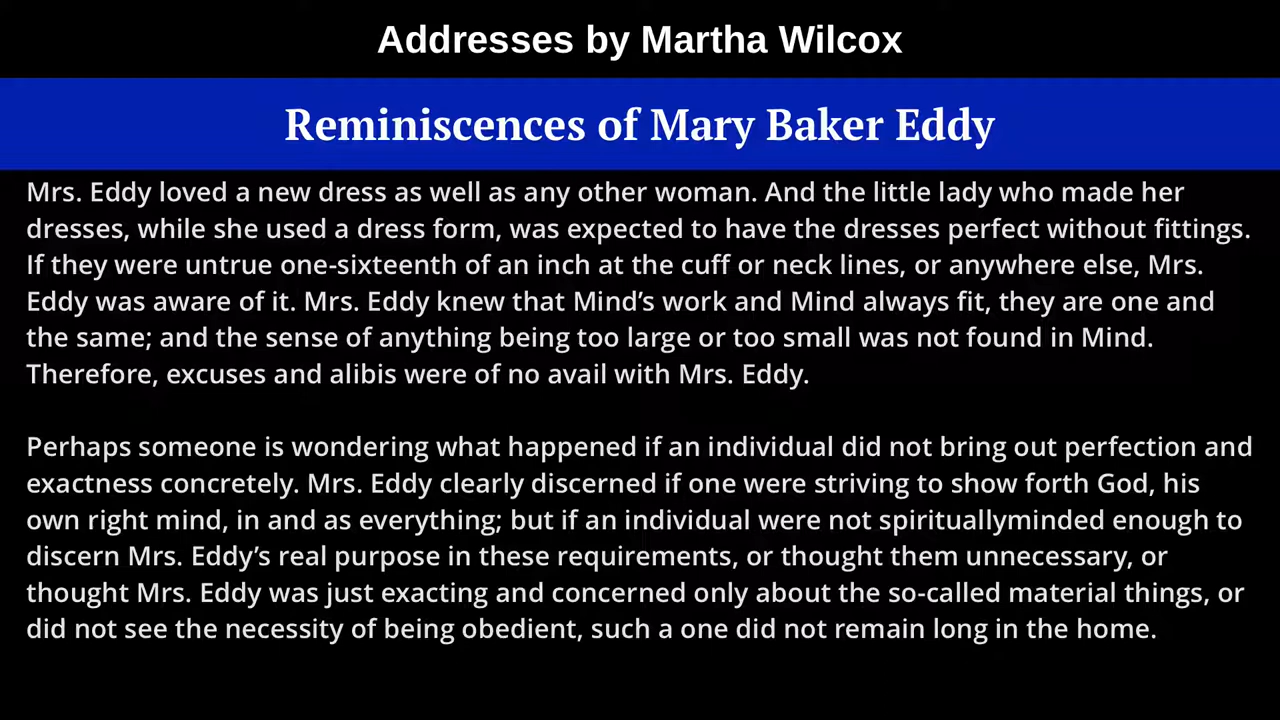 Addresses by Martha Wilcox
Reminiscences of Mary Baker Eddy
Mrs. Eddy loved a new dress as well as any other woman. And the little lady who made her
dresses, while she used a dress form, was expected to have the dresses perfect without fittings.
If they were untrue one-sixteenth of an inch at the cuff or neck lines, or anywhere else, Mrs.
Eddy was aware of it. Mrs. Eddy knew that Mind’s work and Mind always fit, they are one and
the same; and the sense of anything being too large or too small was not found in Mind.
Therefore, excuses and alibis were of no avail with Mrs. Eddy.
Perhaps someone is wondering what happened if an individual did not bring out perfection and
exactness concretely. Mrs. Eddy clearly discerned if one were striving to show forth God, his
own right mind, in and as everything; but if an individual were not spirituallyminded enough to
discern Mrs. Eddy’s real purpose in these requirements, or thought them unnecessary, or
thought Mrs. Eddy was just exacting and concerned only about the so-called material things, or
did not see the necessity of being obedient, such a one did not remain long in the home.